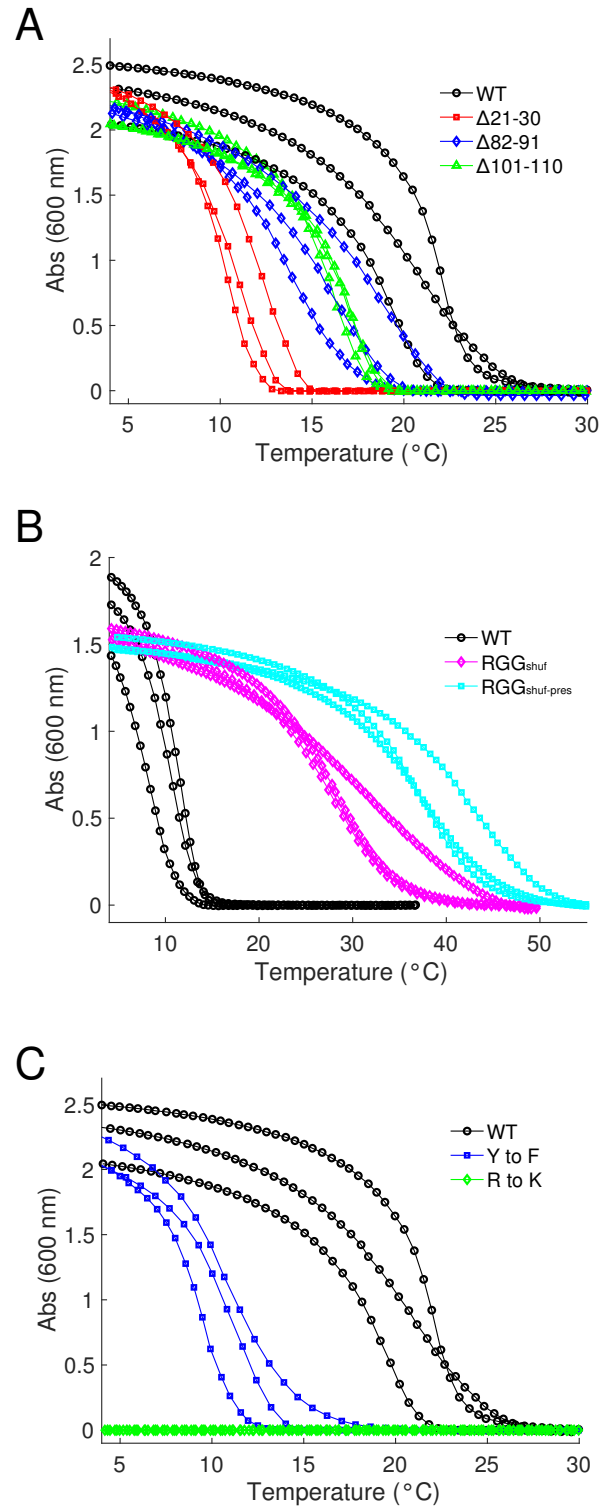 A
2.5
2
1.5
1
0.5
0
5
10
15
20
25
30
Abs (600 nm)
Temperature (°C)
WT
Δ21-30
Δ82-91
Δ101-110
B
2
1.5
1
0.5
0
10
20
30
40
50
Abs (600 nm)
Temperature (°C)
WT
RGGshuf
RGGshuf-pres
C
2.5
2
1.5
1
0.5
0
5
10
15
20
25
30
Abs (600 nm)
Temperature (°C)
WT
Y to F
R to K